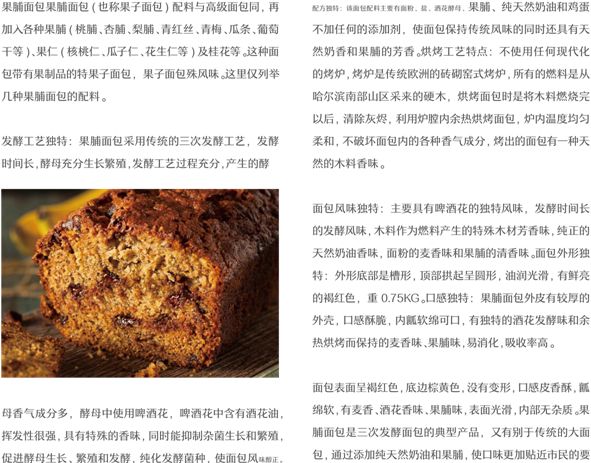 果脯面包果脯面包（也称果子面包）配料与高级面包同，再
加入各种果脯（桃脯、杏脯、梨脯、青红丝、青梅、瓜条、葡萄
干等）、果仁（核桃仁、瓜子仁、花生仁等）及桂花等。这种面
包带有果制品的特果子面包，果子面包殊风味。这里仅列举
几种果脯面包的配料。
发酵工艺独特：果脯面包采用传统的三次发酵工艺，发酵
时间长，酵母充分生长繁殖，发酵工艺过程充分，产生的酵
母香气成分多，酵母中使用啤酒花，啤酒花中含有酒花油，
挥发性很强，具有特殊的香味，同时能抑制杂菌生长和繁殖，
促进酵母生长、繁殖和发酵，纯化发酵菌种，使面包风味醇正。
配方独特：该面包配料主要有面粉、盐、酒花酵母、果脯、纯天然奶油和鸡蛋
不加任何的添加剂，使面包保持传统风味的同时还具有天
然奶香和果脯的芳香。烘烤工艺特点：不使用任何现代化
的烤炉，烤炉是传统欧洲的砖砌窑式烤炉，所有的燃料是从
哈尔滨南部山区采来的硬木，烘烤面包时是将木料燃烧完
以后，清除灰烬，利用炉膛内余热烘烤面包，炉内温度均匀
柔和，不破坏面包内的各种香气成分，烤出的面包有一种天
然的木料香味。
面包风味独特：主要具有啤酒花的独特风味，发酵时间长
的发酵风味，木料作为燃料产生的特殊木材芳香味，纯正的
天然奶油香味，面粉的麦香味和果脯的清香味。面包外形独
特：外形底部是槽形，顶部拱起呈圆形，油润光滑，有鲜亮
的褐红色，重0.75KG。口感独特：果脯面包外皮有较厚的
外壳，口感酥脆，内瓤软绵可口，有独特的酒花发酵味和余
热烘烤而保持的麦香味、果脯味，易消化，吸收率高。
面包表面呈褐红色，底边棕黄色，没有变形，口感皮香酥，瓤
绵软，有麦香、酒花香味、果脯味，表面光滑，内部无杂质。果
脯面包是三次发酵面包的典型产品，又有别于传统的大面
包，通过添加纯天然奶油和果脯，使口味更加贴近市民的要